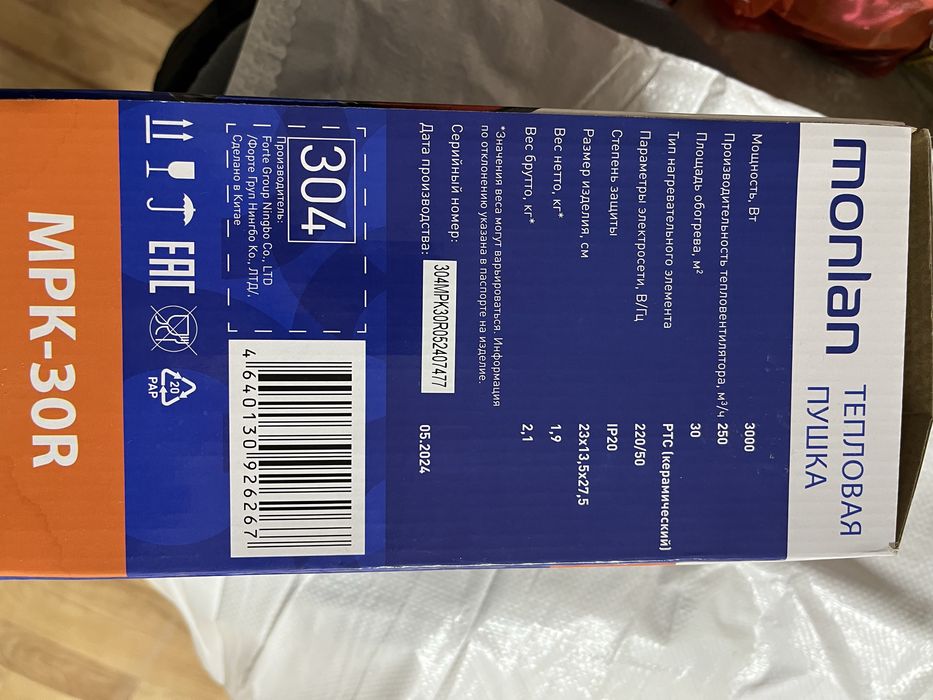 monlan
ТЕПЛОВАЯ
ПУШКА
Мощность, Вт 3000
Производительность тепловентилятора, м³/ч 250
Площадь обогрева, м² 30
Тип нагревательного элемента PTC (керамический)
Параметры электросети, В/Гц 220/50
Степень защиты IP20
Размер изделия, см 23x13,5x27,5
Вес нетто, кг* 1,9
Вес брутто, кг* 2,1
*Значения веса могут варьироваться. Информация
по отклонению указана в паспорте на изделие.
Серийный номер: 304MPK30R052407477
Дата производства: 05.2024
304
Производитель:
Forte Group Ningbo Co., LTD
/Форте Груп Нингбо Ко., ЛТД/.
Сделано в Китае
4 640130 926267
EAC
20
PAP
MPK-30R